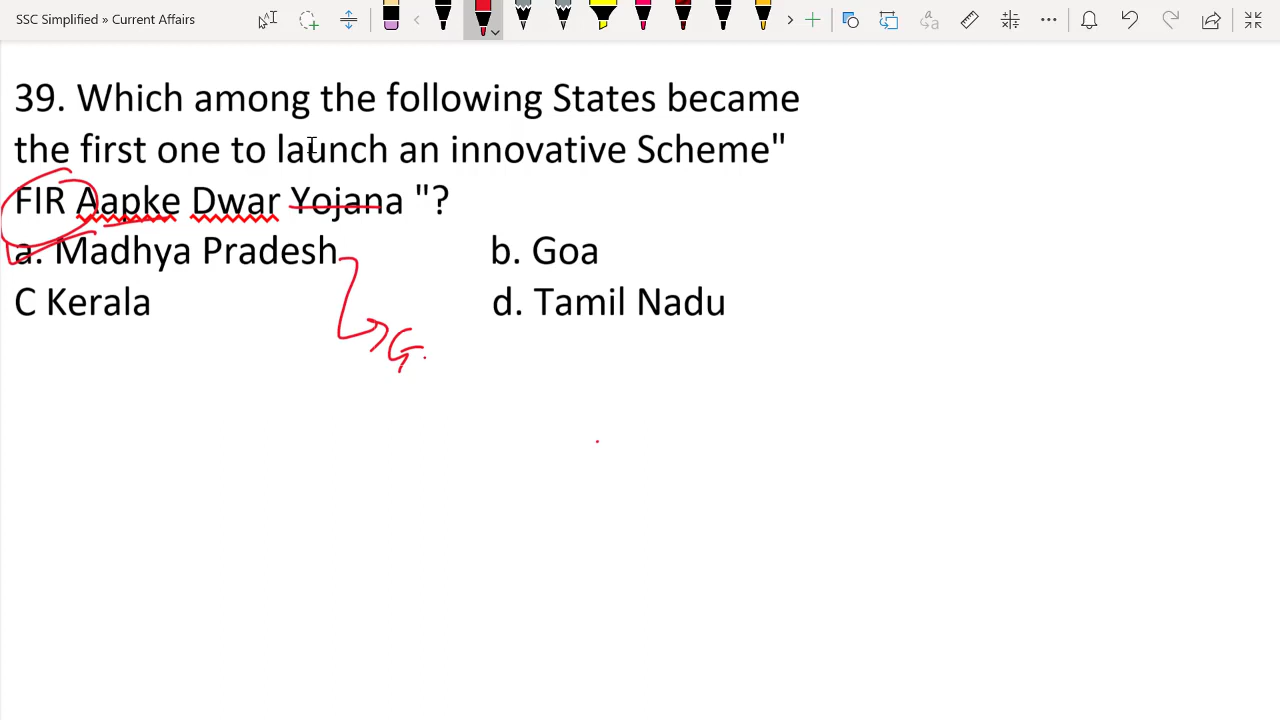 SSC Simplified » Current Affairs
39. Which among the following States became
the first one to launch an innovative Scheme"
FIR Aapke Dwar Yojana "?
a. Madhya Pradesh b. Goa
C Kerala d. Tamil Nadu
G.